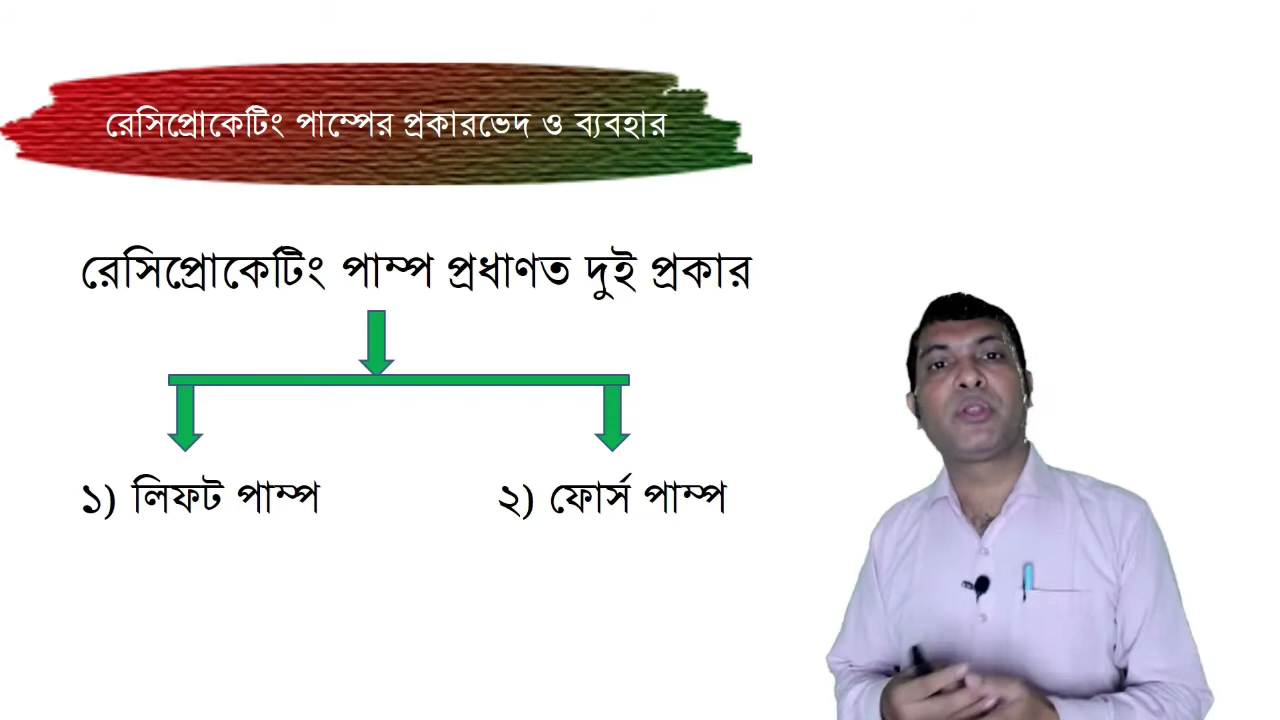 রেসিপ্রোকেটিং পাম্পের প্রকারভেদ ও ব্যবহার
রেসিপ্রোকেটিং পাম্প প্রধাণত দুই প্রকার
১) লিফট পাম্প ২) ফোর্স পাম্প